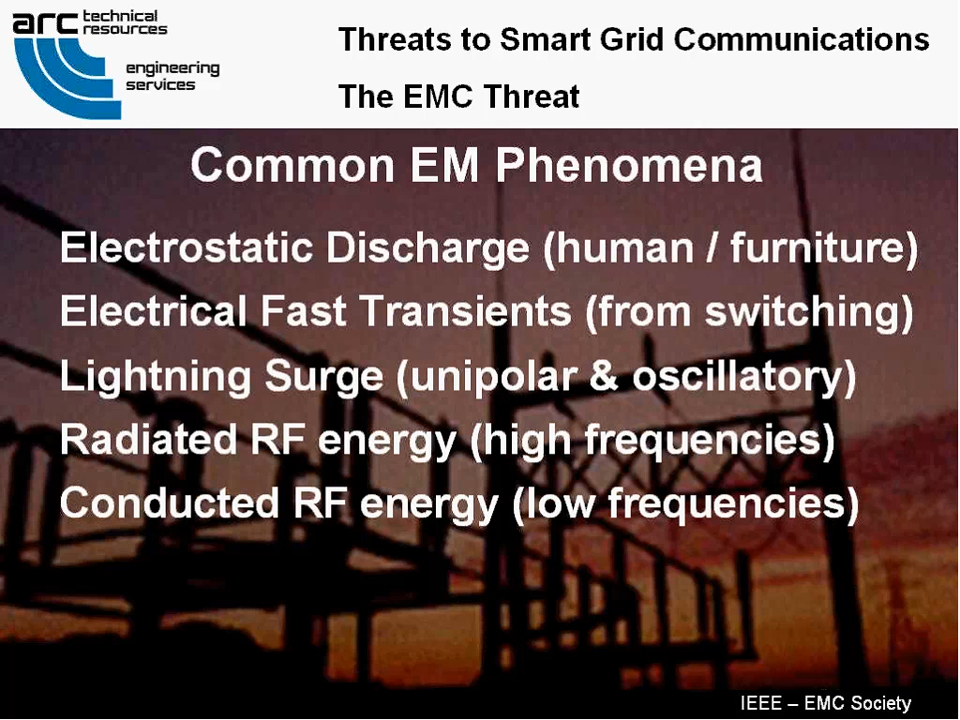 arc technical resources
engineering services
Threats to Smart Grid Communications
The EMC Threat
Common EM Phenomena
Electrostatic Discharge (human / furniture)
Electrical Fast Transients (from switching)
Lightning Surge (unipolar & oscillatory)
Radiated RF energy (high frequencies)
Conducted RF energy (low frequencies)
IEEE – EMC Society